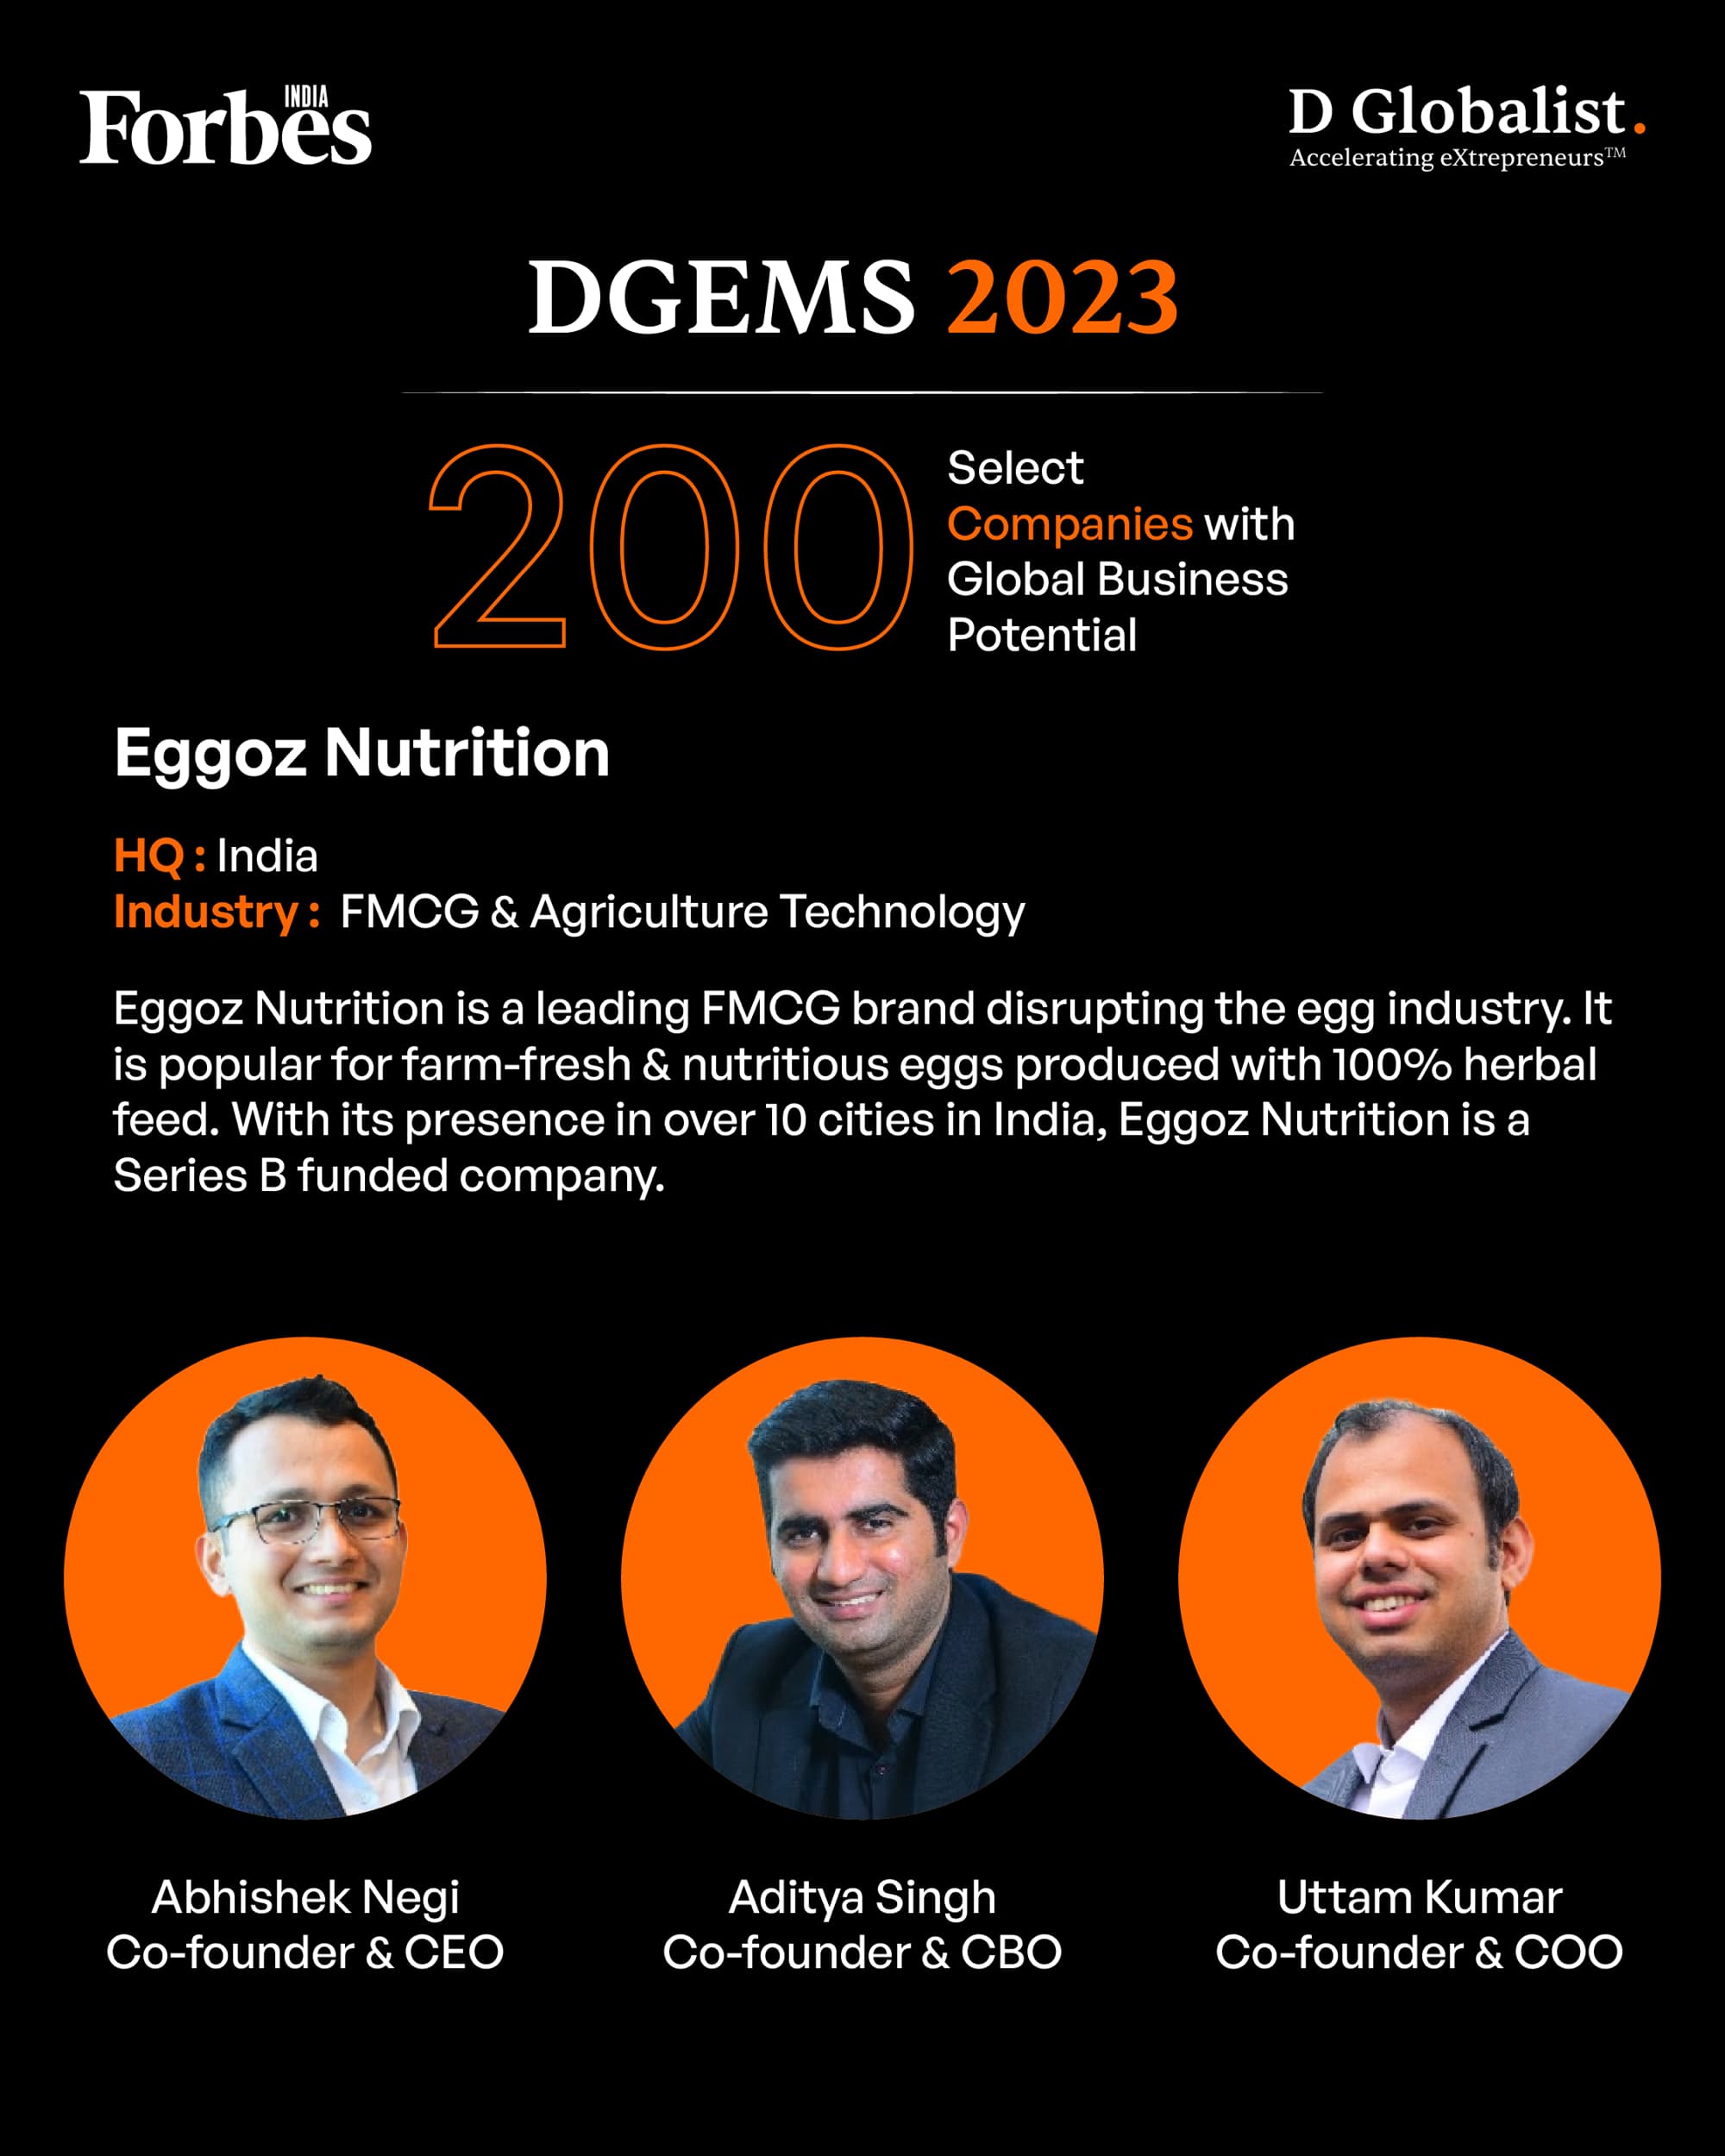 Forbes INDIA
D Globalist.
Accelerating eXtrepreneurs™
DGEMS 2023
200
Select
Companies with
Global Business
Potential
Eggoz Nutrition
HQ : India
Industry : FMCG & Agriculture Technology
Eggoz Nutrition is a leading FMCG brand disrupting the egg industry. It
is popular for farm-fresh & nutritious eggs produced with 100% herbal
feed. With its presence in over 10 cities in India, Eggoz Nutrition is a
Series B funded company.
Abhishek Negi
Co-founder & CEO
Aditya Singh
Co-founder & CBO
Uttam Kumar
Co-founder & COO